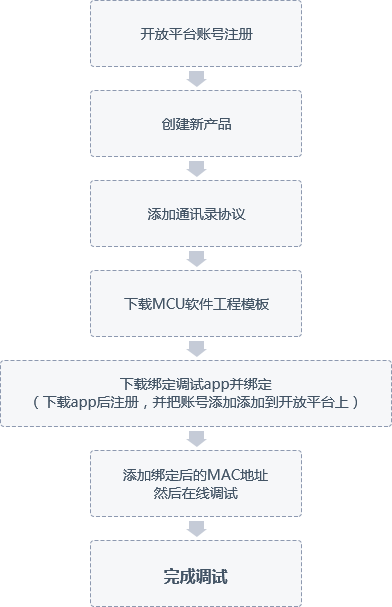 开放平台账号注册
创建新产品
添加通讯录协议
下载MCU软件工程模板
下载绑定调试app并绑定
（下载app后注册，并把账号添加添加到开放平台上）
添加绑定后的MAC地址
然后在线调试
完成调试